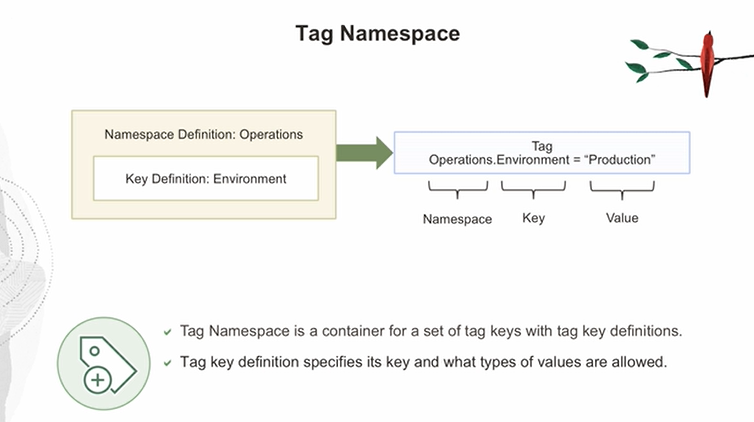 Tag Namespace
Namespace Definition: Operations
Key Definition: Environment
Tag
Operations.Environment = “Production”
Namespace
Key
Value
Tag Namespace is a container for a set of tag keys with tag key definitions.
Tag key definition specifies its key and what types of values are allowed.